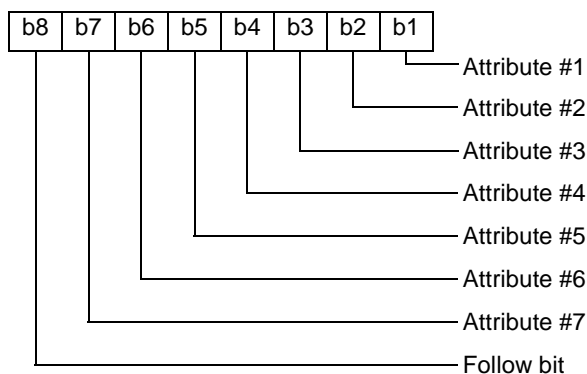 b8 b7 b6 b5 b4 b3 b2 b1
Attribute #1
Attribute #2
Attribute #3
Attribute #4
Attribute #5
Attribute #6
Attribute #7
Follow bit